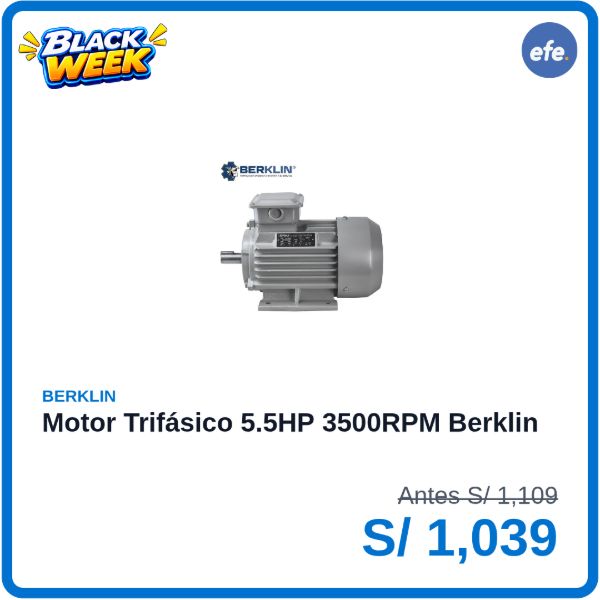 BLACK
WEEK
efe.
BERKLIN®
BERKLIN
Motor Trifásico 5.5HP 3500RPM Berklin
Antes S/ 1,109
S/ 1,039